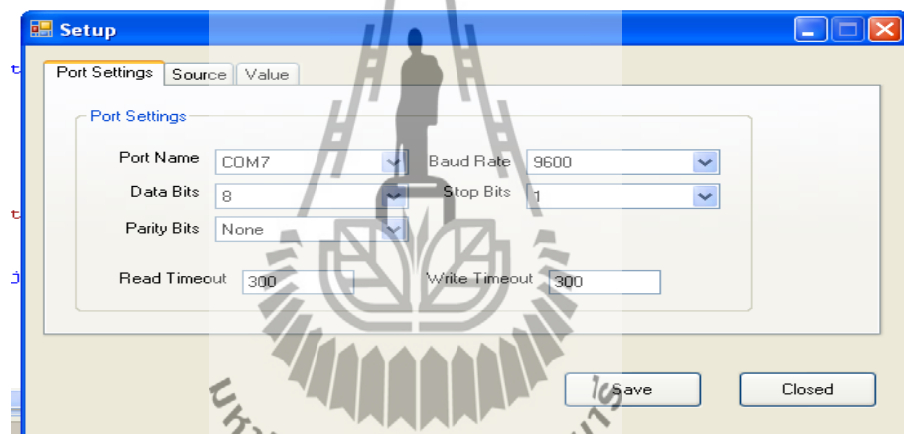 Setup
Port Settings Source Value
Port Settings
Port Name COM7 Baud Rate 9600
Data Bits 8 Stop Bits 1
Parity Bits None
Read Timeout 300 Write Timeout 300
Save Closed